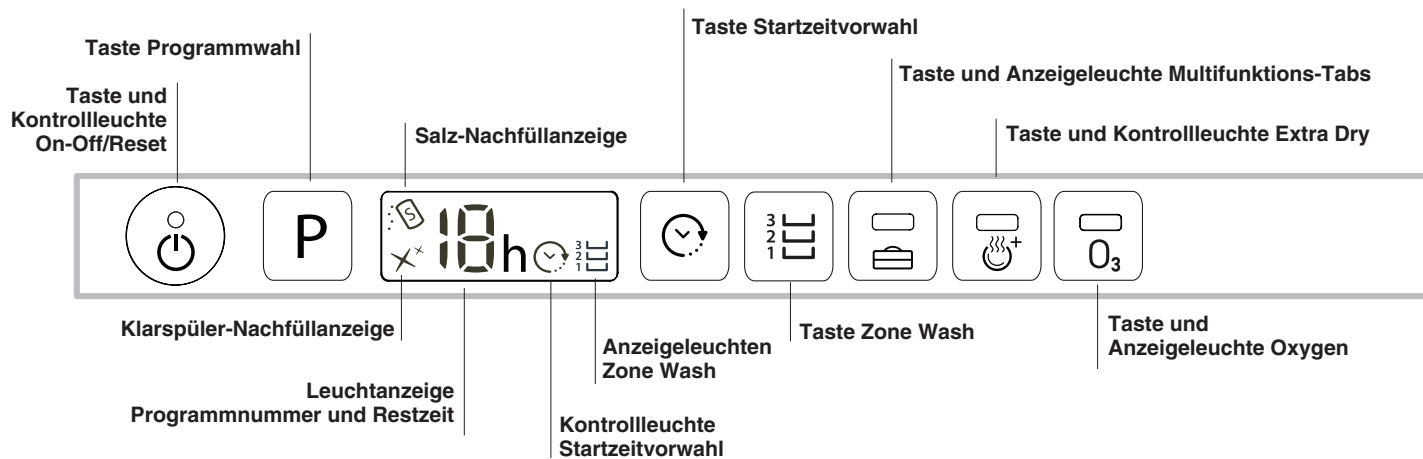 Taste Startzeitvorwahl
Taste Programmwahl
Taste und Anzeigeleuchte Multifunktions-Tabs
Taste und
Kontrollleuchte
On-Off/Reset
Salz-Nachfüllanzeige
Taste und Kontrollleuchte Extra Dry
P
S
18h
3
2
1
3
2
1
+
O₃
Klarspüler-Nachfüllanzeige
Anzeigeleuchten
Zone Wash
Taste Zone Wash
Taste und
Anzeigeleuchte Oxygen
Leuchtanzeige
Programmnummer und Restzeit
Kontrollleuchte
Startzeitvorwahl